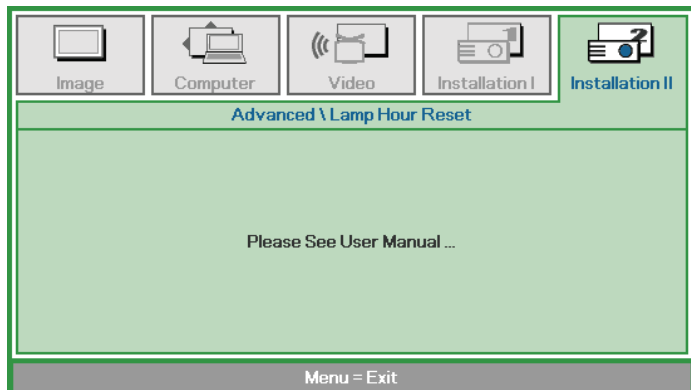 Image
Computer
Video
Installation I
Installation II
Advanced \ Lamp Hour Reset
Please See User Manual ...
Menu = Exit